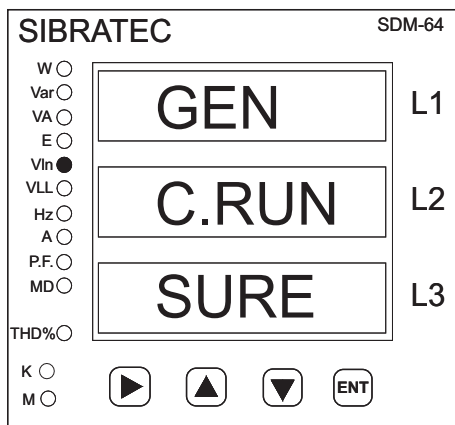 SIBRATEC SDM-64
W
Var
VA
E
Vln
VLL
Hz
A
P.F.
MD
THD%
K
M
GEN L1
C.RUN L2
SURE L3
ENT